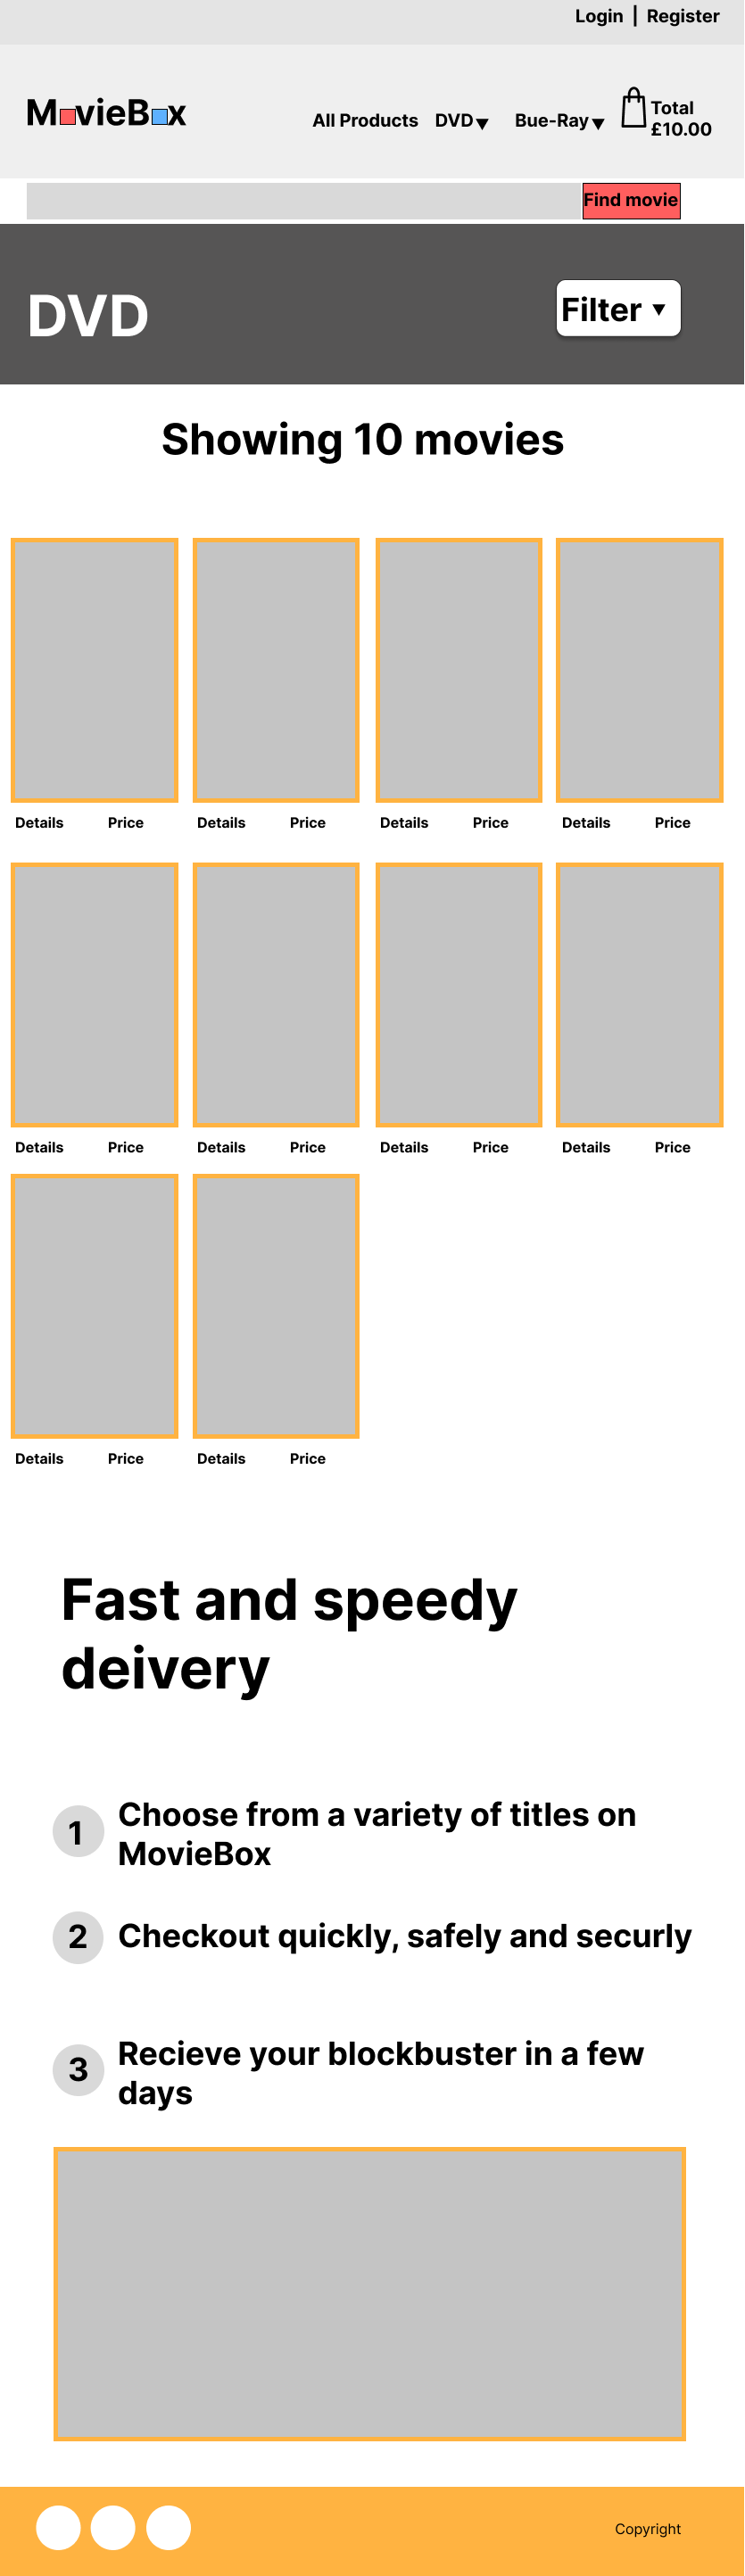 Login | Register
MvieBx
All Products DVD▼ Bue-Ray▼ Total
£10.00
Find movie
DVD
Filter ▼
Showing 10 movies
Details Price Details Price Details Price Details Price
Details Price Details Price Details Price Details Price
Details Price Details Price
Fast and speedy
deivery
1 Choose from a variety of titles on
MovieBox
2 Checkout quickly, safely and securly
3 Recieve your blockbuster in a few
days
Copyright